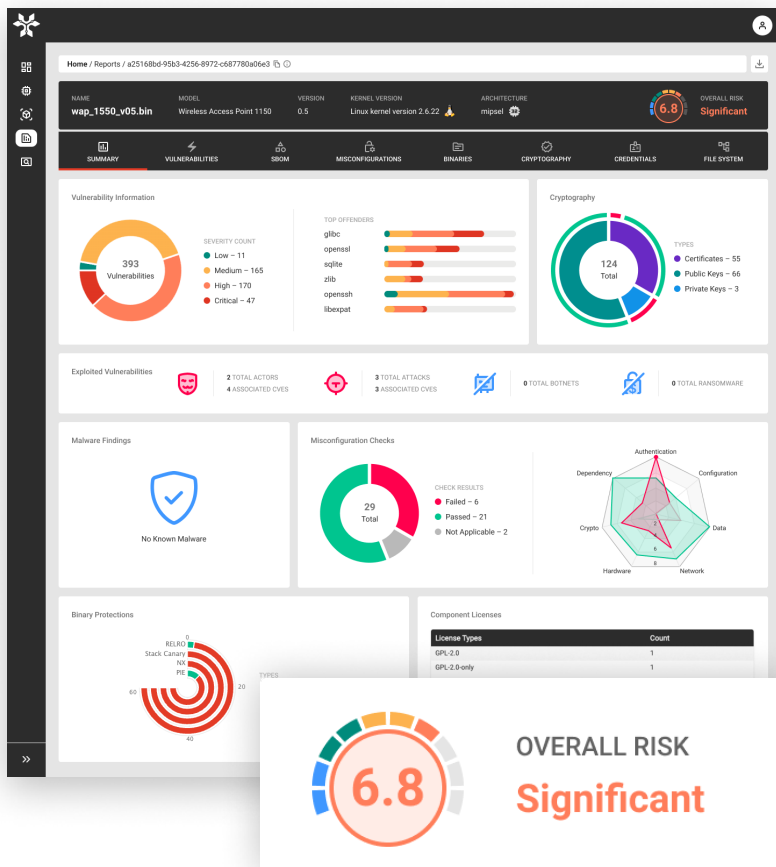 Home / Reports / a25168bd-95b3-4256-8972-c687780a06e3
NAME
wap_1550_v05.bin
MODEL
Wireless Access Point 1150
VERSION
0.5
KERNEL VERSION
Linux kernel version 2.6.22
ARCHITECTURE
mipsel
6.8
OVERALL RISK
Significant
SUMMARY
VULNERABILITIES
SBOM
MISCONFIGURATIONS
BINARIES
CRYPTOGRAPHY
CREDENTIALS
FILE SYSTEM
Vulnerability Information
393
Vulnerabilities
SEVERITY COUNT
Low – 11
Medium – 165
High – 170
Critical – 47
TOP OFFENDERS
glibc
openssl
sqlite
zlib
openssh
libexpat
Cryptography
124
Total
TYPES
Certificates – 55
Public Keys – 66
Private Keys – 3
Exploited Vulnerabilities
2 TOTAL ACTORS
4 ASSOCIATED CVES
3 TOTAL ATTACKS
3 ASSOCIATED CVES
0 TOTAL BOTNETS
0 TOTAL RANSOMWARE
Malware Findings
No Known Malware
Misconfiguration Checks
29
Total
CHECK RESULTS
Failed – 6
Passed – 21
Not Applicable – 2
Authentication
Dependency
Configuration
Crypto
Data
Hardware
Network
2
4
6
8
Binary Protections
0
RELRO
Stack Canary
NX
PIE
60
20
40
TYPES
Component Licenses
License Types Count
GPL-2.0 1
GPL-2.0-only 1
6.8
OVERALL RISK
Significant